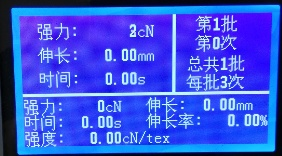 强力: 2cN
伸长: 0.00mm
时间: 0.00s
第1批
第0次
总共1批
每批3次
强力: 0cN 伸长: 0.00mm
时间: 0.00s 伸长率: 0.00%
强度: 0.00cN/tex